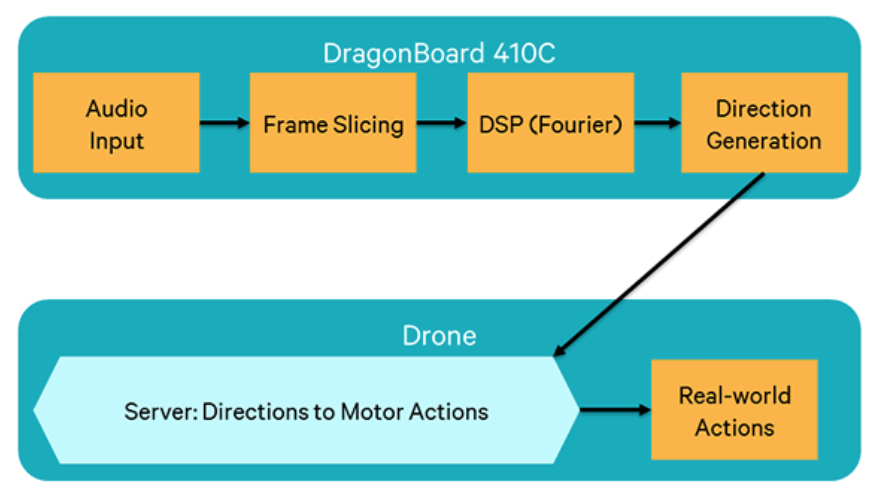 DragonBoard 410C
Audio
Input
Frame Slicing
DSP (Fourier)
Direction
Generation
Drone
Server: Directions to Motor Actions
Real-world
Actions